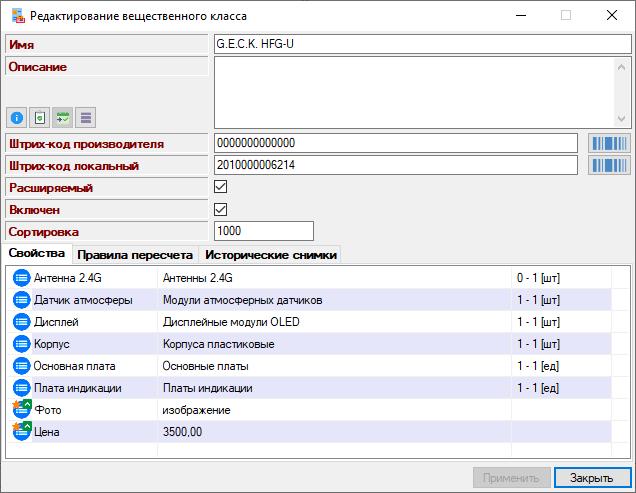 Редактирование вещественного класса
Имя
G.E.C.K. HFG-U
Описание
Штрих-код производителя
0000000000000
Штрих-код локальный
2010000006214
Расширяемый
Включен
Сортировка
1000
Свойства Правила пересчета Исторические снимки
Антенна 2.4G Антенны 2.4G 0 - 1 [шт]
Датчик атмосферы Модули атмосферных датчиков 1 - 1 [шт]
Дисплей Дисплейные модули OLED 1 - 1 [шт]
Корпус Корпуса пластиковые 1 - 1 [шт]
Основная плата Основные платы 1 - 1 [ед]
Плата индикации Платы индикации 1 - 1 [ед]
Фото изображение
Цена 3500,00
Применить Закрыть